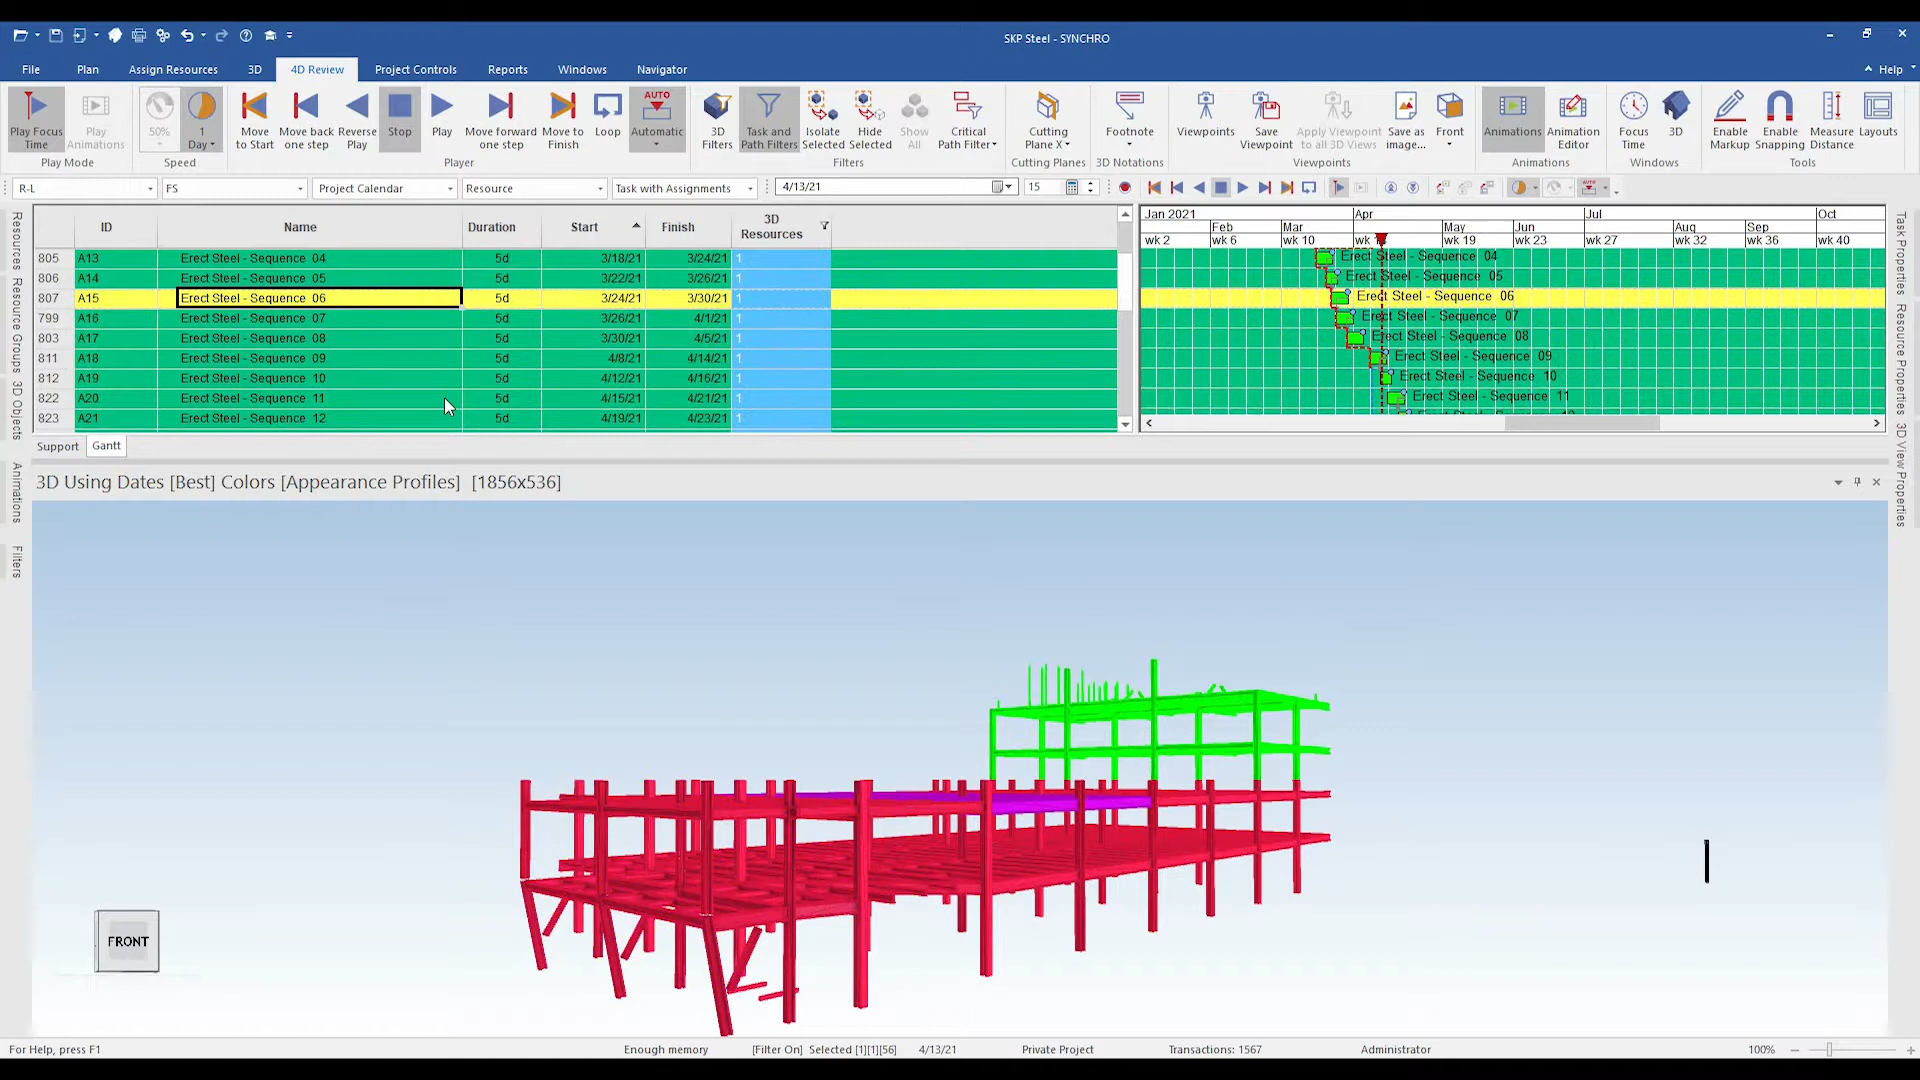 SKP Steel - SYNCHRO
File Plan Assign Resources 3D 4D Review Project Controls Reports Windows Navigator Help
Play Focus Time
Play Animations
50%
1 Day
Move to Start
Move back one step
Reverse Play
Stop
Play
Move forward one step
Move to Finish
Loop
AUTO
Automatic
3D Filters
Task and Path Filters
Isolate Selected
Hide Selected
Show All
Critical Path Filter
Cutting Plane X
Footnote
Viewpoints
Save Viewpoint
Apply Viewpoint to all 3D Views
Save as image...
Front
Animations
Animation Editor
Focus Time
3D
Enable Markup
Enable Snapping
Measure Distance
Layouts
Play Mode Speed Player Filters Cutting Planes 3D Notations Viewpoints Animations Windows Tools
R-L FS Project Calendar Resource Task with Assignments 4/13/21 15
ID Name Duration Start Finish 3D Resources
805 A13 Erect Steel - Sequence 04 5d 3/18/21 3/24/21 1
806 A14 Erect Steel - Sequence 05 5d 3/22/21 3/26/21 1
807 A15 Erect Steel - Sequence 06 5d 3/24/21 3/30/21 1
799 A16 Erect Steel - Sequence 07 5d 3/26/21 4/1/21 1
803 A17 Erect Steel - Sequence 08 5d 3/30/21 4/5/21 1
811 A18 Erect Steel - Sequence 09 5d 4/8/21 4/14/21 1
812 A19 Erect Steel - Sequence 10 5d 4/12/21 4/16/21 1
822 A20 Erect Steel - Sequence 11 5d 4/15/21 4/21/21 1
823 A21 Erect Steel - Sequence 12 5d 4/19/21 4/23/21 1
Jan 2021 Apr Jul Oct
Feb Mar May Jun Aug Sep
wk 2 wk 6 wk 10 wk wk 19 wk 23 wk 27 wk 32 wk 36 wk 40
Erect Steel - Sequence 04
Erect Steel - Sequence 05
Erect Steel - Sequence 06
Erect Steel - Sequence 07
Erect Steel - Sequence 08
Erect Steel - Sequence 09
Erect Steel - Sequence 10
Erect Steel - Sequence 11
Support Gantt
Resources
Resource Groups
3D Objects
Animations
Filters
Task Properties
Resource Properties
3D View Properties
3D Using Dates [Best] Colors [Appearance Profiles] [1856x536]
FRONT
For Help, press F1 Enough memory [Filter On] Selected [1][1][56] 4/13/21 Private Project Transactions: 1567 Administrator 100%